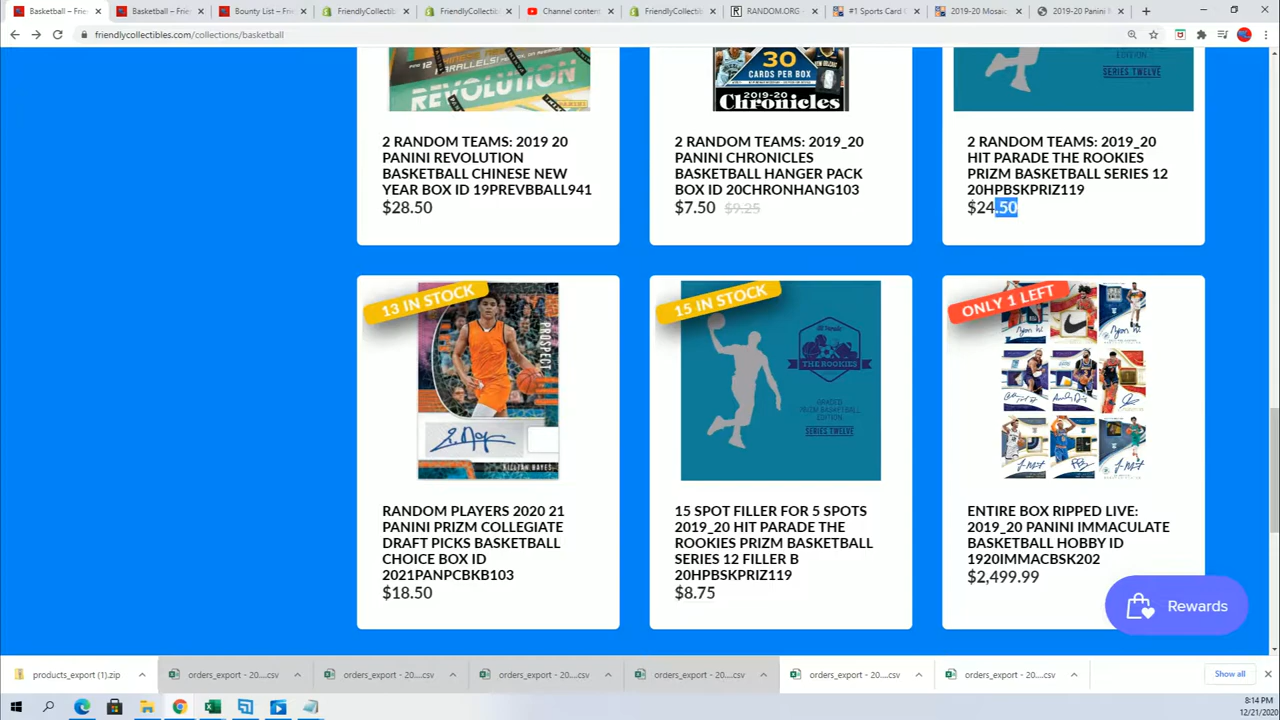 Basketball – Frie
Basketball – Frie
Bounty List – Frie
FriendlyCollectibl
FriendlyCollectibl
Channel content
FriendlyCollectibl
RANDOM.ORG -
#1 Sports Card
2019-20 Mosaic
2019-20 Panini
friendlycollectibles.com/collections/basketball
REVOLUTION
30
CARDS PER BOX
2019-20
Chronicles
SERIES TWELVE
2 RANDOM TEAMS: 2019 20
PANINI REVOLUTION
BASKETBALL CHINESE NEW
YEAR BOX ID 19PREVBBALL941
$28.50
2 RANDOM TEAMS: 2019_20
PANINI CHRONICLES
BASKETBALL HANGER PACK
BOX ID 20CHRONHANG103
$7.50 $9.25
2 RANDOM TEAMS: 2019_20
HIT PARADE THE ROOKIES
PRIZM BASKETBALL SERIES 12
20HPBSKPRIZ119
$24.50
13 IN STOCK
PROSPECT
KILLIAN HAYES
15 IN STOCK
THE ROOKIES
GRADED
PRIZM BASKETBALL
EDITION
SERIES TWELVE
ONLY 1 LEFT
RANDOM PLAYERS 2020 21
PANINI PRIZM COLLEGIATE
DRAFT PICKS BASKETBALL
CHOICE BOX ID
2021PANPCBKB103
$18.50
15 SPOT FILLER FOR 5 SPOTS
2019_20 HIT PARADE THE
ROOKIES PRIZM BASKETBALL
SERIES 12 FILLER B
20HPBSKPRIZ119
$8.75
ENTIRE BOX RIPPED LIVE:
2019_20 PANINI IMMACULATE
BASKETBALL HOBBY ID
1920IMMACBSK202
$2,499.99
Rewards
products_export (1).zip
orders_export - 20....csv
orders_export - 20....csv
orders_export - 20....csv
orders_export - 20....csv
orders_export - 20....csv
orders_export - 20....csv
Show all
8:14 PM
12/21/2020